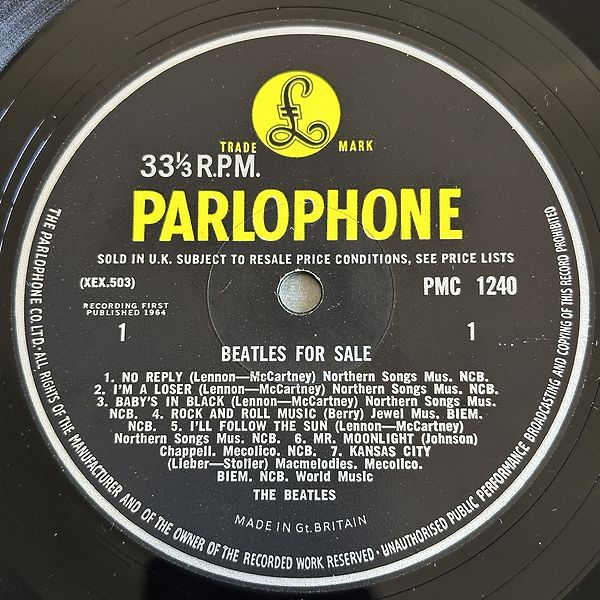 £
TRADE MARK
33⅓ R.P.M.
PARLOPHONE
SOLD IN U.K. SUBJECT TO RESALE PRICE CONDITIONS, SEE PRICE LISTS
(XEX.503)
PMC 1240
RECORDING FIRST
PUBLISHED 1964
1
1
BEATLES FOR SALE
1. NO REPLY (Lennon—McCartney) Northern Songs Mus. NCB.
2. I'M A LOSER (Lennon—McCartney) Northern Songs Mus. NCB.
3. BABY'S IN BLACK (Lennon—McCartney) Northern Songs Mus.
NCB. 4. ROCK AND ROLL MUSIC (Berry) Jewel Mus. BIEM.
NCB. 5. I'LL FOLLOW THE SUN (Lennon—McCartney)
Northern Songs Mus. NCB. 6. MR. MOONLIGHT (Johnson)
Chappell. Mecolico. NCB. 7. KANSAS CITY
(Lieber—Stoller) Macmelodies. Mecolico.
BIEM. NCB. World Music
THE BEATLES
MADE IN Gt. BRITAIN
THE PARLOPHONE CO. LTD. · ALL RIGHTS OF THE MANUFACTURER AND OF THE OWNER OF THE RECORDED WORK RESERVED · UNAUTHORISED PUBLIC PERFORMANCE BROADCASTING AND COPYING OF THIS RECORD PROHIBITED